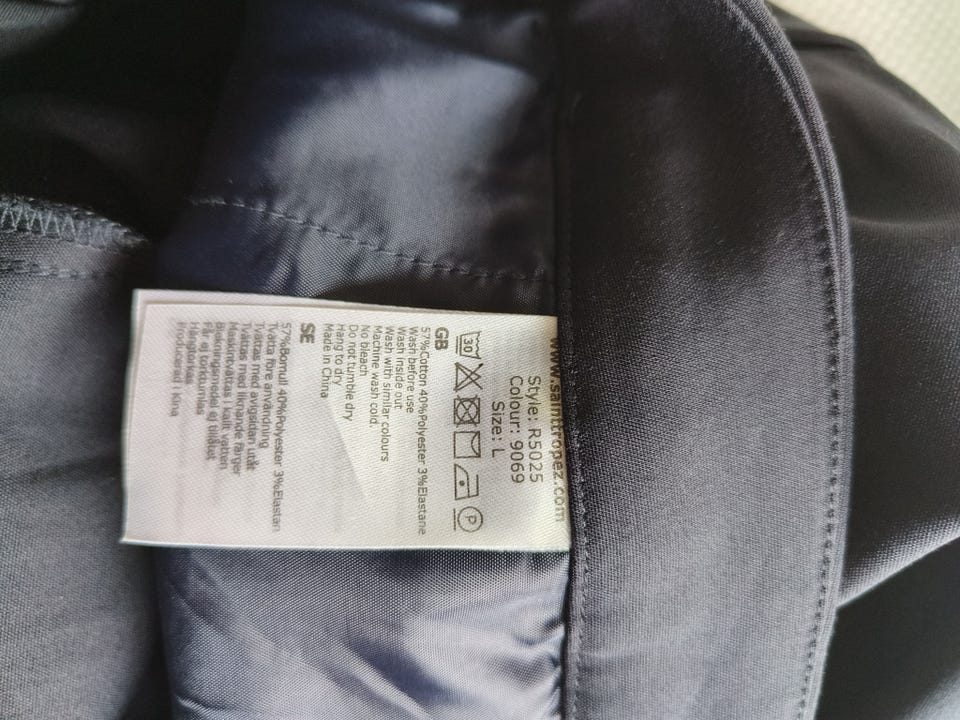 www.sainttropez.com
Style: R5025
Colour: 9069
Size: L
30 P
GB
57%Cotton 40%Polyester 3%Elastane
Wash before use
Wash inside out
Wash with similar colours
Machine wash cold.
No bleach
Do not tumble dry
Hang to dry
Made in China
SE
57%Bomull 40%Polyester 3%Elastan
Tvätta före användning
Tvättas med avigsidan utåt
Tvättas med liknande färger
Maskintvättas i kallt vatten
Blekningsmedel ej tillåtet
Får ej torktumlas
Hängtorkas
Producerad i Kina